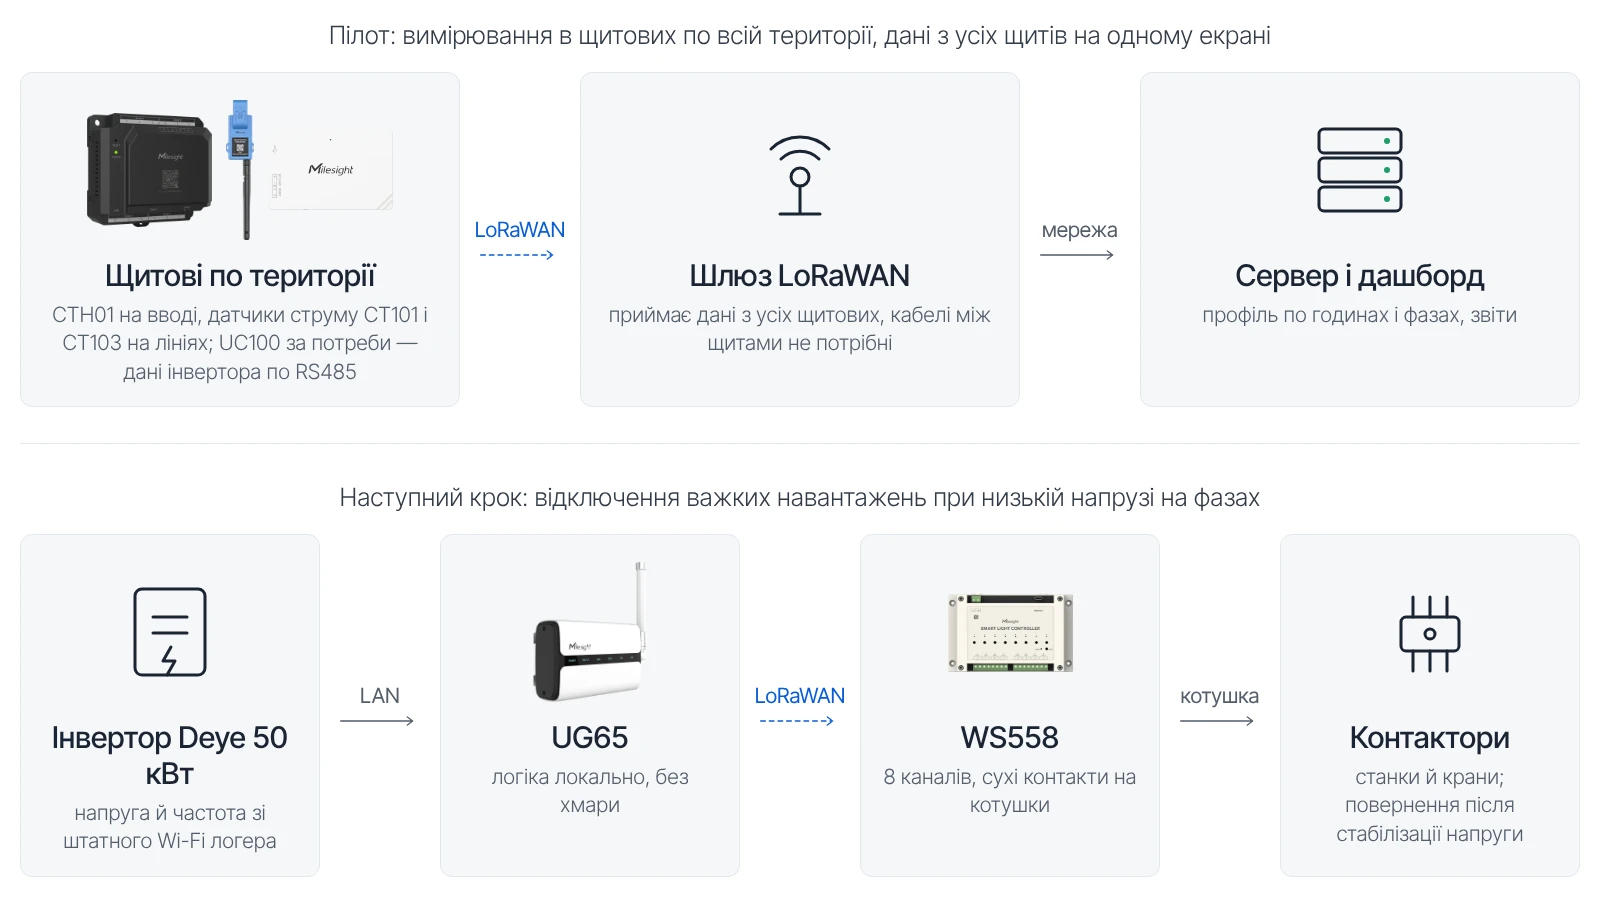 Пілот: вимірювання в щитових по всій території, дані з усіх щитів на одному екрані
Milesight
Milesight
Щитові по території
CTH01 на вводі, датчики струму CT101 і
CT103 на лініях; UC100 за потреби —
дані інвертора по RS485
LoRaWAN
Шлюз LoRaWAN
приймає дані з усіх щитових, кабелі між
щитами не потрібні
мережа
Сервер і дашборд
профіль по годинах і фазах, звіти
Наступний крок: відключення важких навантажень при низькій напрузі на фазах
Інвертор Deye 50
кВт
напруга й частота зі
штатного Wi-Fi логера
LAN
Milesight
UG65
логіка локально, без
хмари
LoRaWAN
Milesight
SMART LIGHT CONTROLLER
WS558
8 каналів, сухі контакти на
котушки
котушка
Контактори
станки й крани;
повернення після
стабілізації напруги